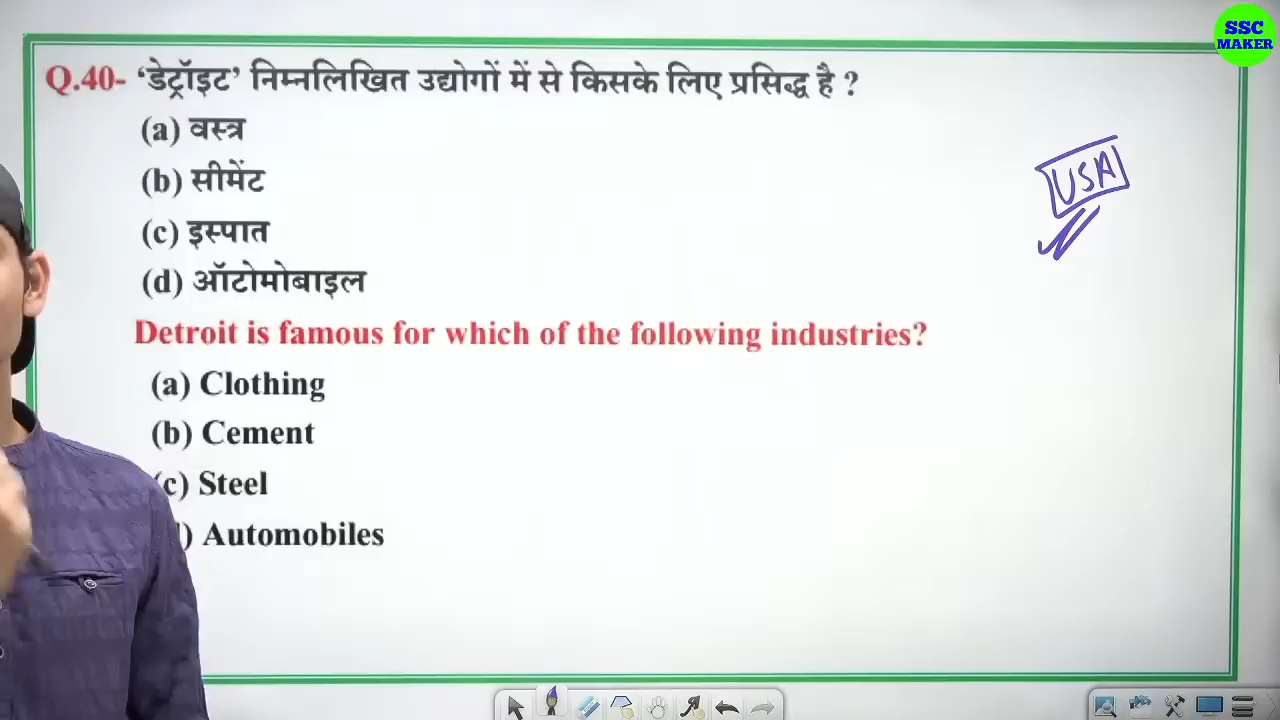 SSC
MAKER
Q.40- ‘डेट्रॉइट’ निम्नलिखित उद्योगों में से किसके लिए प्रसिद्ध है ?
(a) वस्त्र
(b) सीमेंट
(c) इस्पात
(d) ऑटोमोबाइल
USA
Detroit is famous for which of the following industries?
(a) Clothing
(b) Cement
(c) Steel
) Automobiles